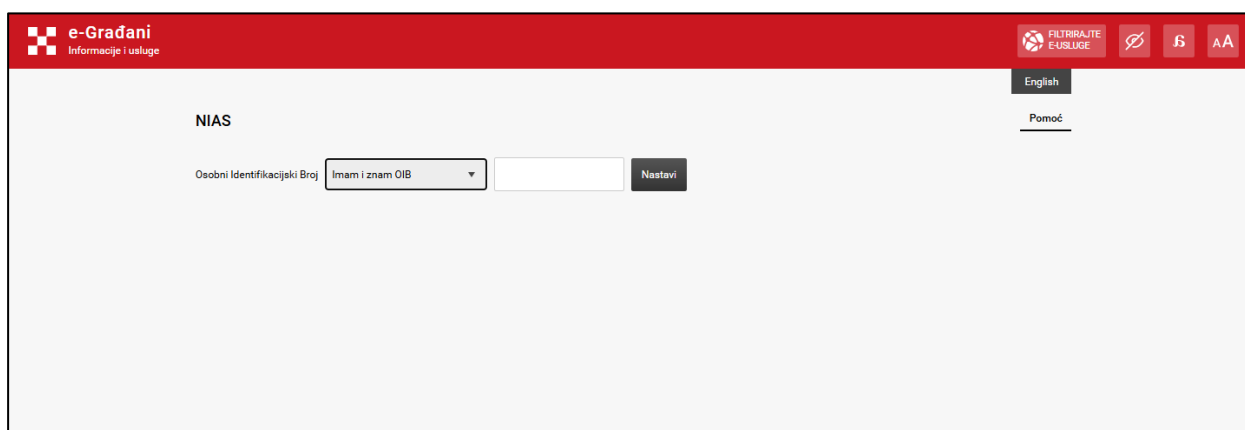 e-Građani
Informacije i usluge
FILTRIRAJTE
E-USLUGE
AA
English
NIAS
Pomoć
Osobni Identifikacijski Broj Imam i znam OIB Nastavi